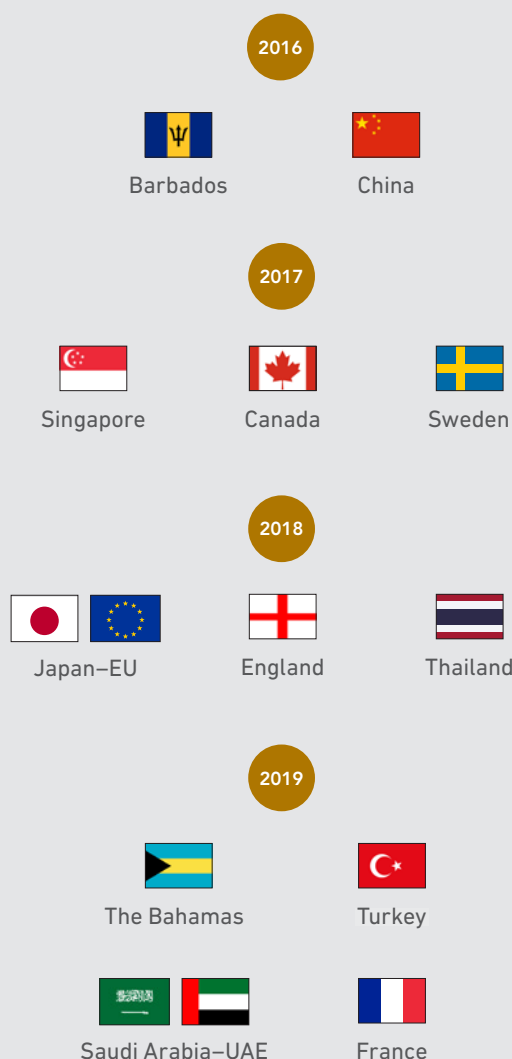 2016
Barbados China
2017
Singapore Canada Sweden
2018
Japan–EU England Thailand
2019
The Bahamas Turkey
Saudi Arabia–UAE France